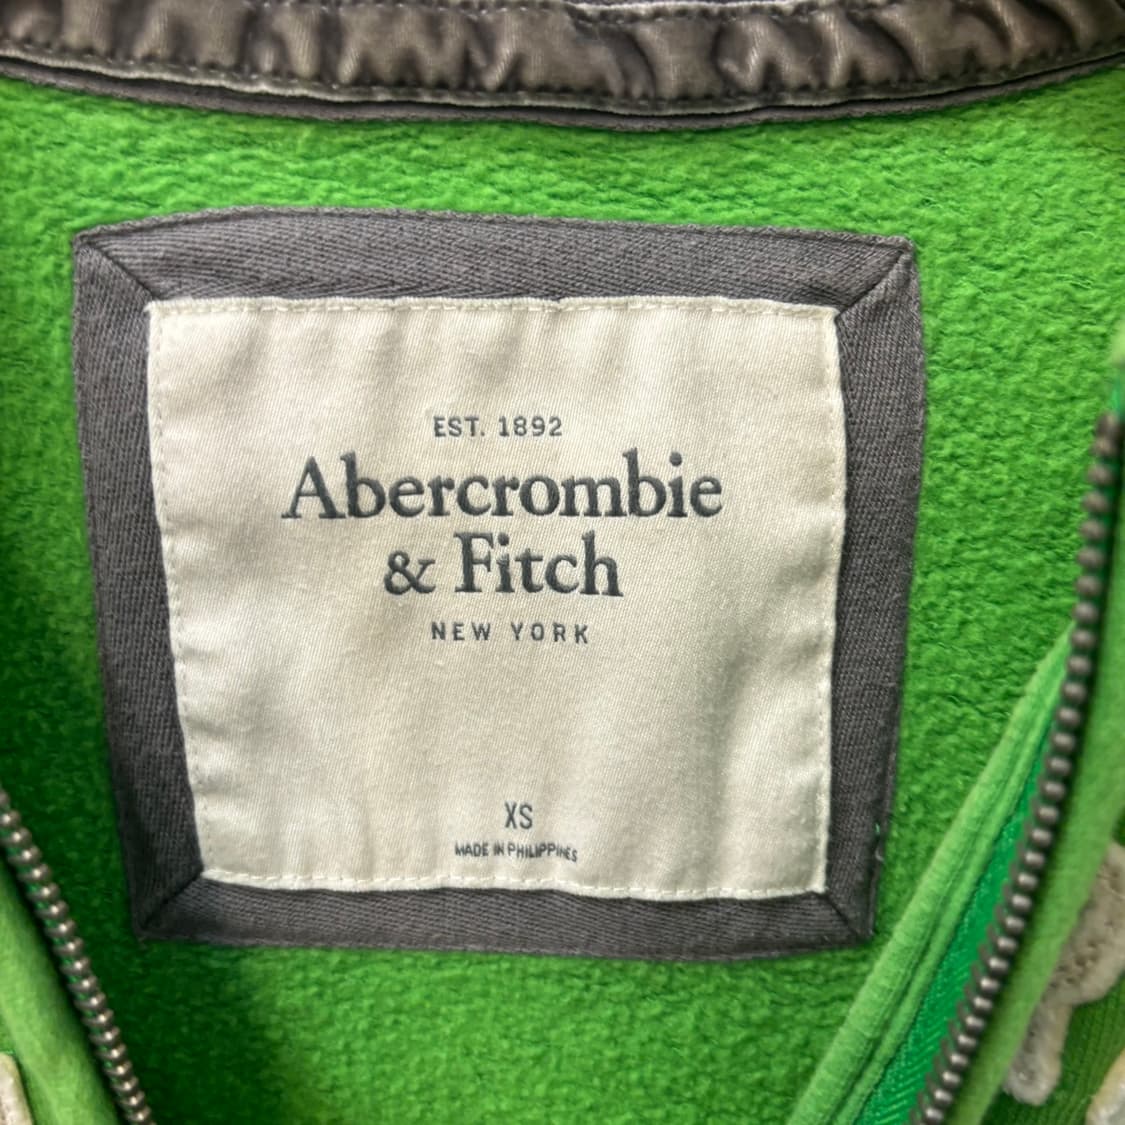 EST. 1892
Abercrombie
& Fitch
NEW YORK
XS
MADE IN PHILIPPINES